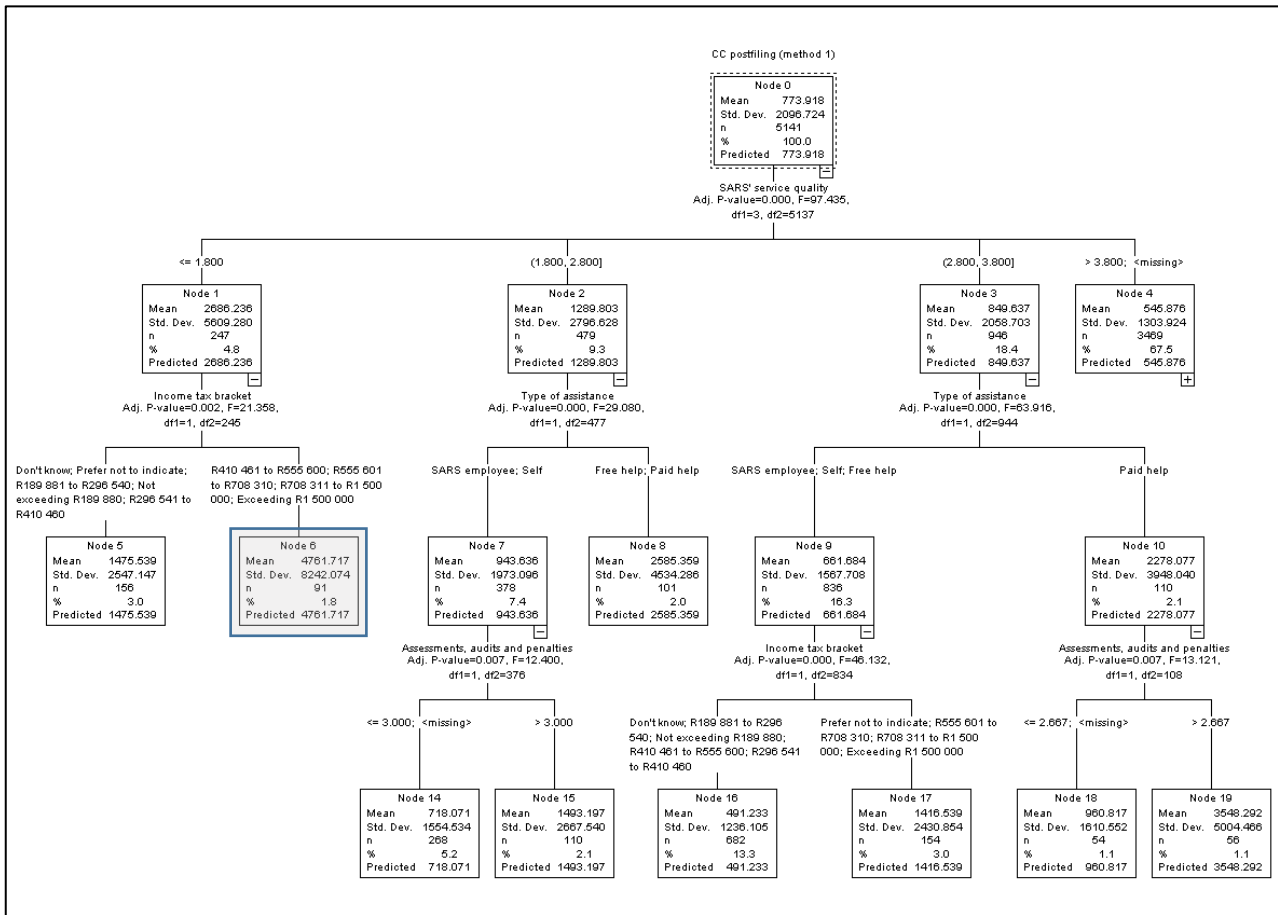 CC postfiling (method 1)
Node 0
Mean 773.918
Std. Dev. 2096.724
n 5141
% 100.0
Predicted 773.918
SARS' service quality
Adj. P-value=0.000, F=97.435,
df1=3, df2=5137
<= 1.800
(1.800, 2.800]
(2.800, 3.800]
> 3.800; <missing>
Node 1
Mean 2686.236
Std. Dev. 5609.280
n 247
% 4.8
Predicted 2686.236
Node 2
Mean 1289.803
Std. Dev. 2796.628
n 479
% 9.3
Predicted 1289.803
Node 3
Mean 849.637
Std. Dev. 2058.703
n 946
% 18.4
Predicted 849.637
Node 4
Mean 545.876
Std. Dev. 1303.924
n 3469
% 67.5
Predicted 545.876
Income tax bracket
Adj. P-value=0.002, F=21.358,
df1=1, df2=245
Type of assistance
Adj. P-value=0.000, F=29.080,
df1=1, df2=477
Type of assistance
Adj. P-value=0.000, F=63.916,
df1=1, df2=944
Don't know; Prefer not to indicate;
R189 881 to R296 540; Not
exceeding R189 880; R296 541 to
R410 460
R410 461 to R555 600; R555 601
to R708 310; R708 311 to R1 500
000; Exceeding R1 500 000
SARS employee; Self
Free help; Paid help
SARS employee; Self; Free help
Paid help
Node 5
Mean 1475.539
Std. Dev. 2547.147
n 156
% 3.0
Predicted 1475.539
Node 6
Mean 4761.717
Std. Dev. 8242.074
n 91
% 1.8
Predicted 4761.717
Node 7
Mean 943.636
Std. Dev. 1973.096
n 378
% 7.4
Predicted 943.636
Node 8
Mean 2585.359
Std. Dev. 4534.286
n 101
% 2.0
Predicted 2585.359
Node 9
Mean 661.684
Std. Dev. 1567.708
n 836
% 16.3
Predicted 661.684
Node 10
Mean 2278.077
Std. Dev. 3948.040
n 110
% 2.1
Predicted 2278.077
Assessments, audits and penalties
Adj. P-value=0.007, F=12.400,
df1=1, df2=376
Income tax bracket
Adj. P-value=0.000, F=46.132,
df1=1, df2=834
Assessments, audits and penalties
Adj. P-value=0.007, F=13.121,
df1=1, df2=108
<= 3.000; <missing>
> 3.000
Don't know; R189 881 to R296
540; Not exceeding R189 880;
R410 461 to R555 600; R296 541
to R410 460
Prefer not to indicate; R555 601 to
R708 310; R708 311 to R1 500
000; Exceeding R1 500 000
<= 2.667; <missing>
> 2.667
Node 14
Mean 718.071
Std. Dev. 1554.534
n 268
% 5.2
Predicted 718.071
Node 15
Mean 1493.197
Std. Dev. 2667.540
n 110
% 2.1
Predicted 1493.197
Node 16
Mean 491.233
Std. Dev. 1236.105
n 682
% 13.3
Predicted 491.233
Node 17
Mean 1416.539
Std. Dev. 2430.854
n 154
% 3.0
Predicted 1416.539
Node 18
Mean 960.817
Std. Dev. 1610.552
n 54
% 1.1
Predicted 960.817
Node 19
Mean 3548.292
Std. Dev. 5004.466
n 56
% 1.1
Predicted 3548.292